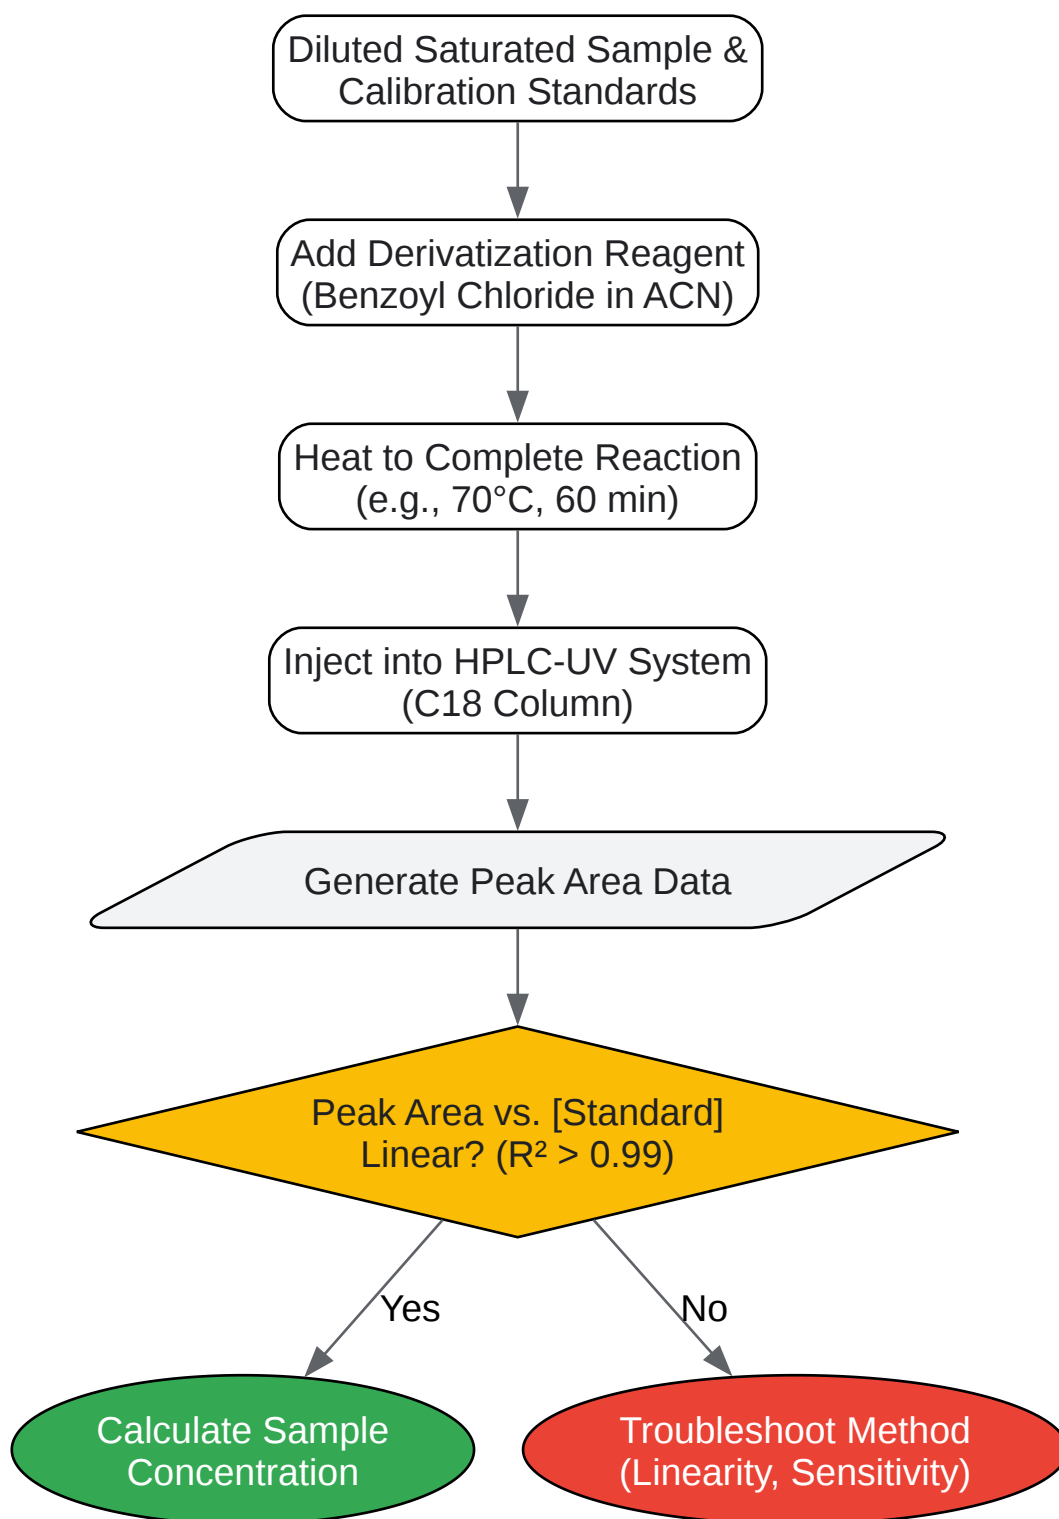 Diluted Saturated Sample &
Calibration Standards
Add Derivatization Reagent
(Benzoyl Chloride in ACN)
Heat to Complete Reaction
(e.g., 70°C, 60 min)
Inject into HPLC-UV System
(C18 Column)
Generate Peak Area Data
Peak Area vs. [Standard]
Linear? (R² > 0.99)
Yes
No
Calculate Sample
Concentration
Troubleshoot Method
(Linearity, Sensitivity)